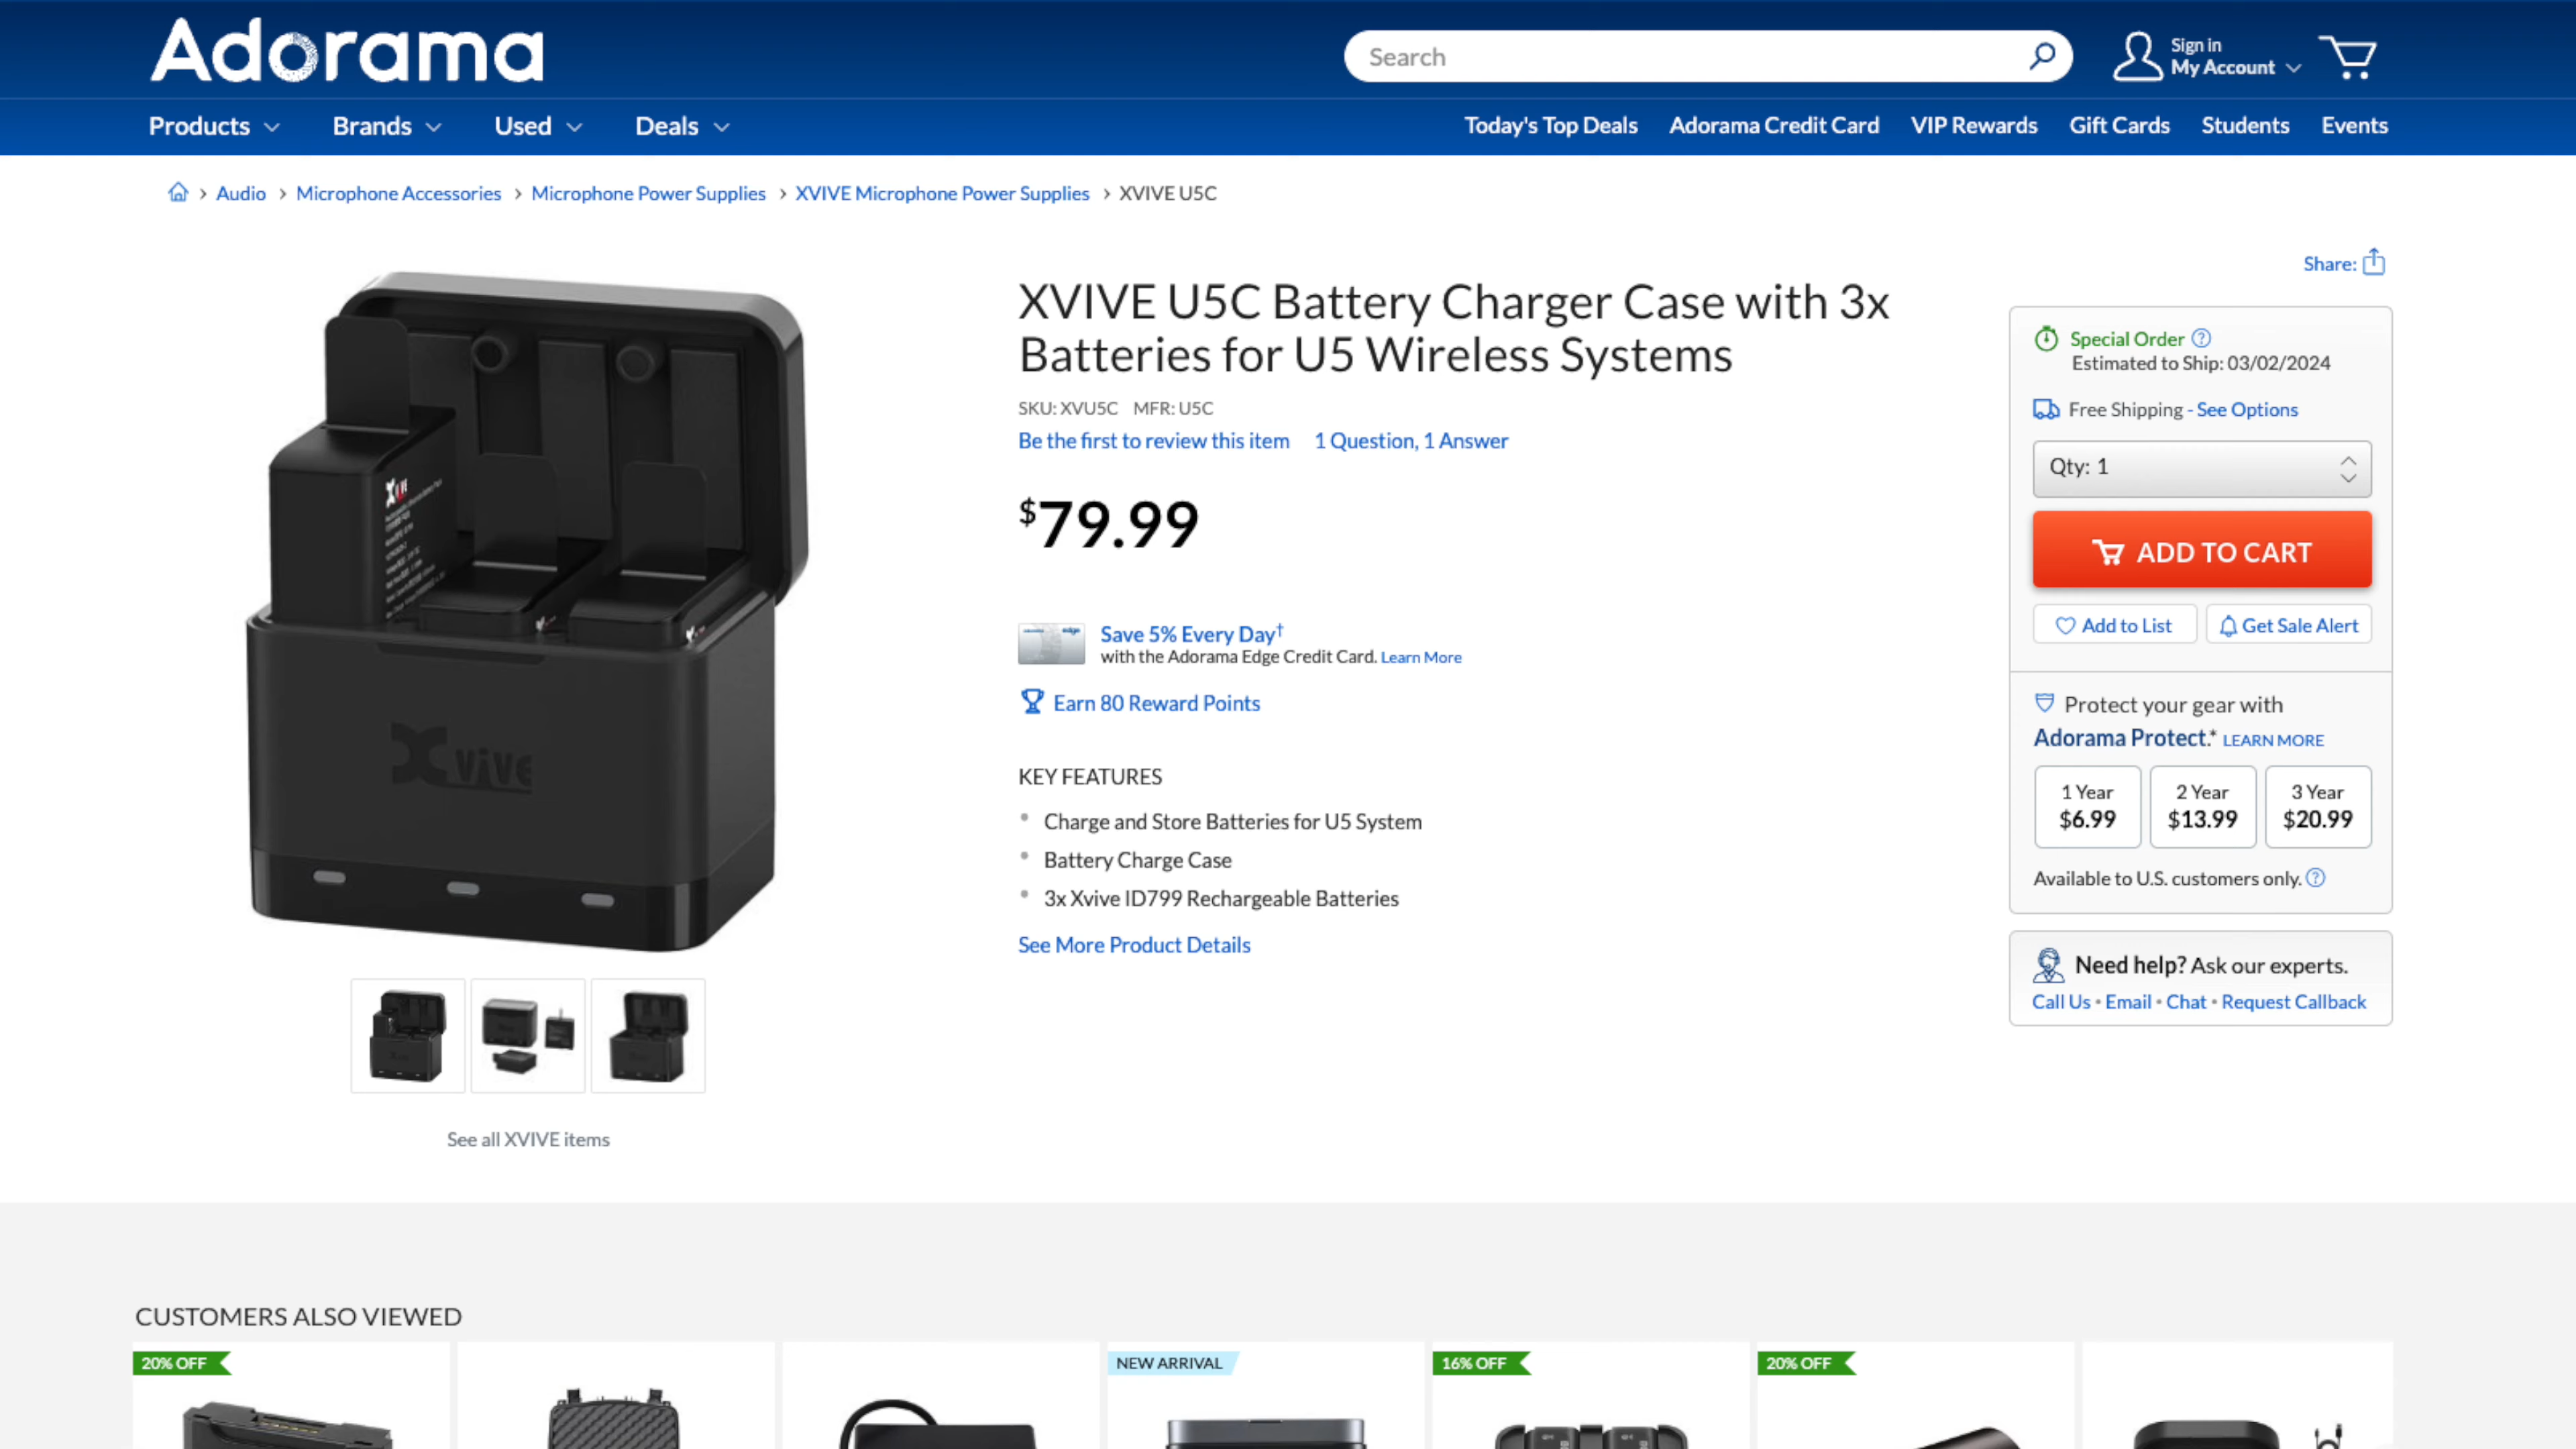 Adorama
Search
Sign in
My Account
Products
Brands
Used
Deals
Today's Top Deals
Adorama Credit Card
VIP Rewards
Gift Cards
Students
Events
> Audio > Microphone Accessories > Microphone Power Supplies > XVIVE Microphone Power Supplies > XVIVE U5C
Share:
XVIVE U5C Battery Charger Case with 3x
Batteries for U5 Wireless Systems
SKU: XVU5C MFR: U5C
Be the first to review this item 1 Question, 1 Answer
$79.99
Save 5% Every Day†
with the Adorama Edge Credit Card. Learn More
Earn 80 Reward Points
KEY FEATURES
• Charge and Store Batteries for U5 System
• Battery Charge Case
• 3x Xvive ID799 Rechargeable Batteries
See More Product Details
Special Order
Estimated to Ship: 03/02/2024
Free Shipping - See Options
Qty: 1
ADD TO CART
Add to List
Get Sale Alert
Protect your gear with
Adorama Protect.* LEARN MORE
1 Year
$6.99
2 Year
$13.99
3 Year
$20.99
Available to U.S. customers only.
Need help? Ask our experts.
Call Us • Email • Chat • Request Callback
Xvive
Xvive
See all XVIVE items
CUSTOMERS ALSO VIEWED
20% OFF
NEW ARRIVAL
16% OFF
20% OFF